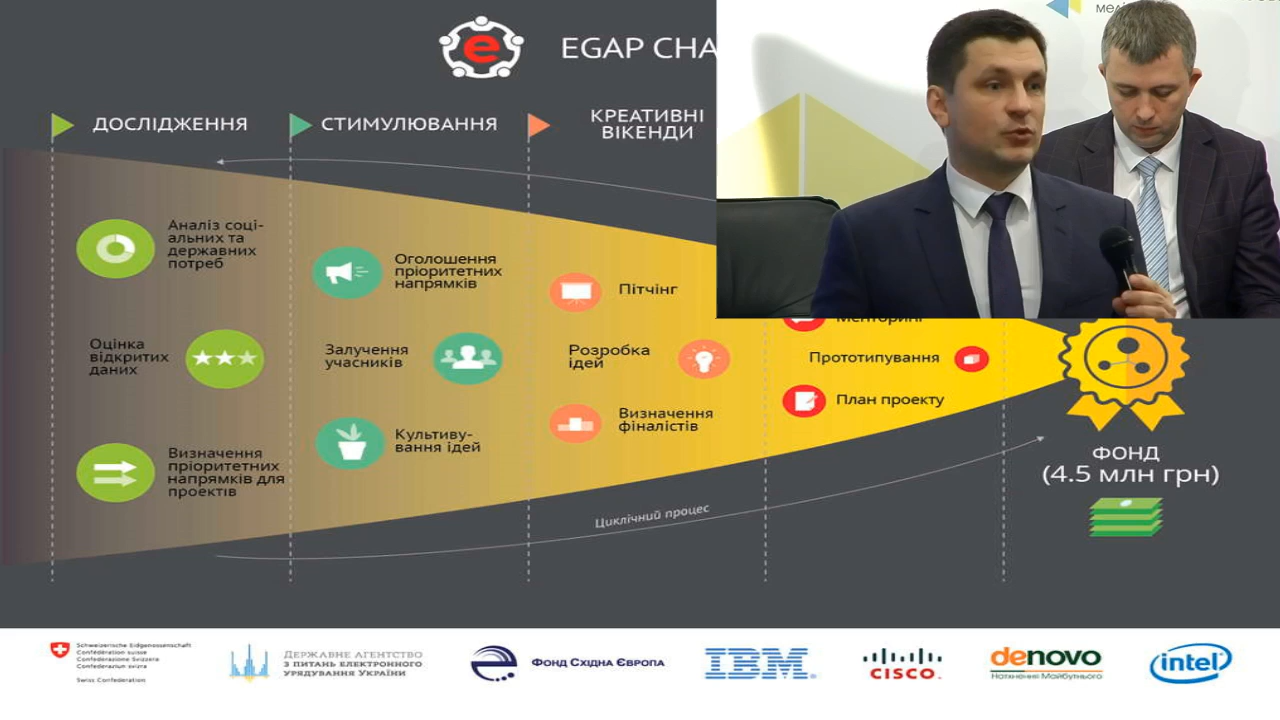 e
EGAP CHA
ДОСЛІДЖЕННЯ
СТИМУЛЮВАННЯ
КРЕАТИВНІ
ВІКЕНДИ
Аналіз соці-
альних та
державних
потреб
Оцінка
відкритих
даних
Визначення
пріоритетних
напрямків для
проектів
Оголошення
пріоритетних
напрямків
Залучення
учасників
Культиву-
вання ідей
Пітчінг
Розробка
ідей
Визначення
фіналістів
Менторинг
Прототипування
План проекту
Циклічний процес
ФОНД
(4.5 млн грн)
Schweizerische Eidgenossenschaft
Confédération suisse
Confederazione Svizzera
Confederaziun svizra
Swiss Confederation
ДЕРЖАВНЕ АГЕНТСТВО
З ПИТАНЬ ЕЛЕКТРОННОГО
УРЯДУВАННЯ УКРАЇНИ
ФОНД СХІДНА ЄВРОПА
IBM
CISCO
denovo
Натхнення Майбутнього
intel